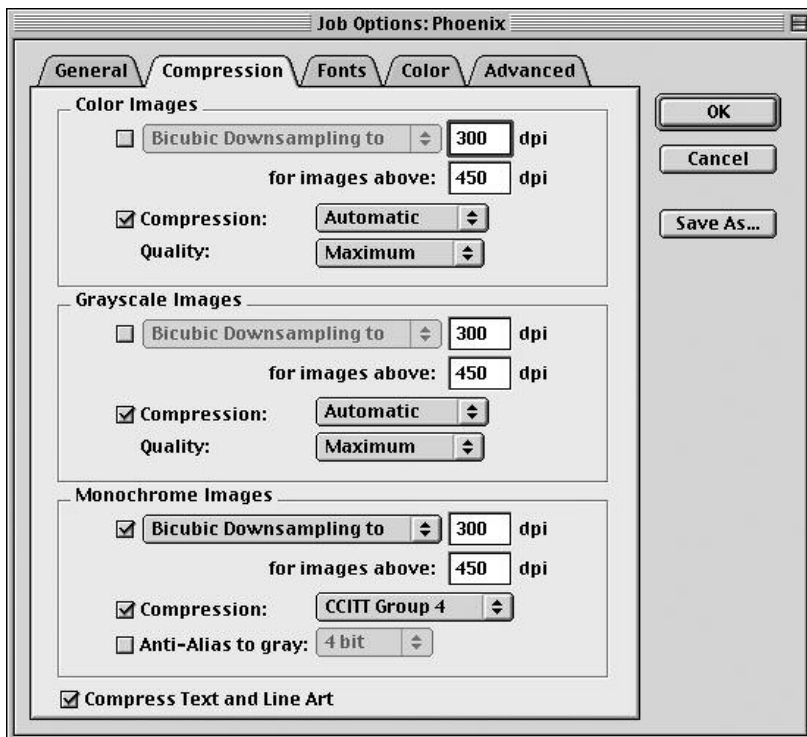 Job Options: Phoenix
General Compression Fonts Color Advanced
Color Images
Bicubic Downsampling to 300 dpi
for images above: 450 dpi
Compression: Automatic
Quality: Maximum
Grayscale Images
Bicubic Downsampling to 300 dpi
for images above: 450 dpi
Compression: Automatic
Quality: Maximum
Monochrome Images
Bicubic Downsampling to 300 dpi
for images above: 450 dpi
Compression: CCITT Group 4
Anti-Alias to gray: 4 bit
Compress Text and Line Art
OK
Cancel
Save As...